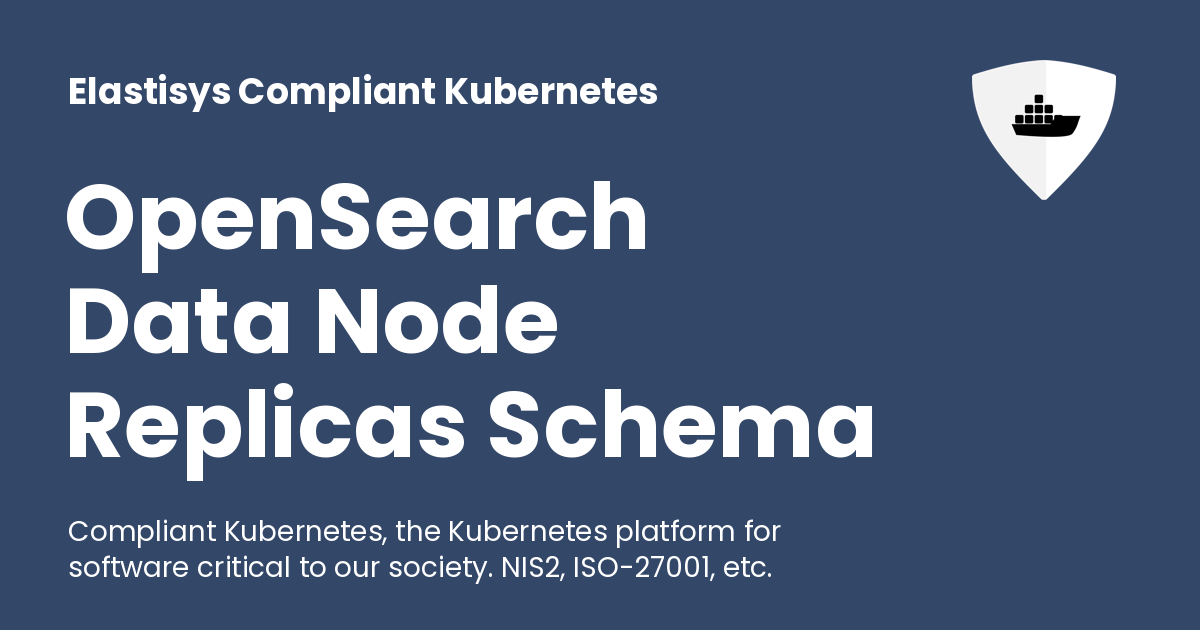 Elastisys Compliant Kubernetes
OpenSearch
Data Node
Replicas Schema
Compliant Kubernetes, the Kubernetes platform for
software critical to our society. NIS2, ISO-27001, etc.